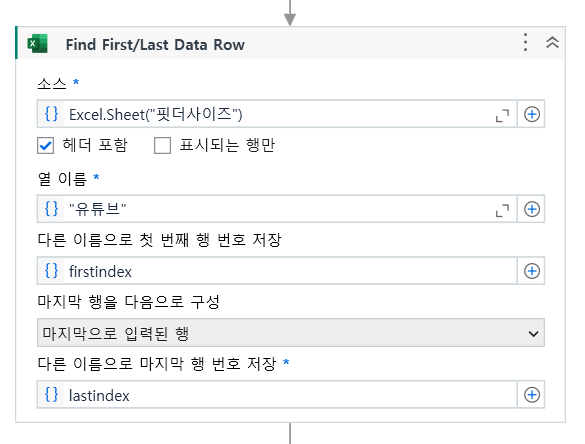 Find First/Last Data Row
소스 *
{} Excel.Sheet("핏더사이즈")
헤더 포함 표시되는 행만
열 이름 *
{} "유튜브"
다른 이름으로 첫 번째 행 번호 저장
{} firstindex
마지막 행을 다음으로 구성
마지막으로 입력된 행
다른 이름으로 마지막 행 번호 저장 *
{} lastindex